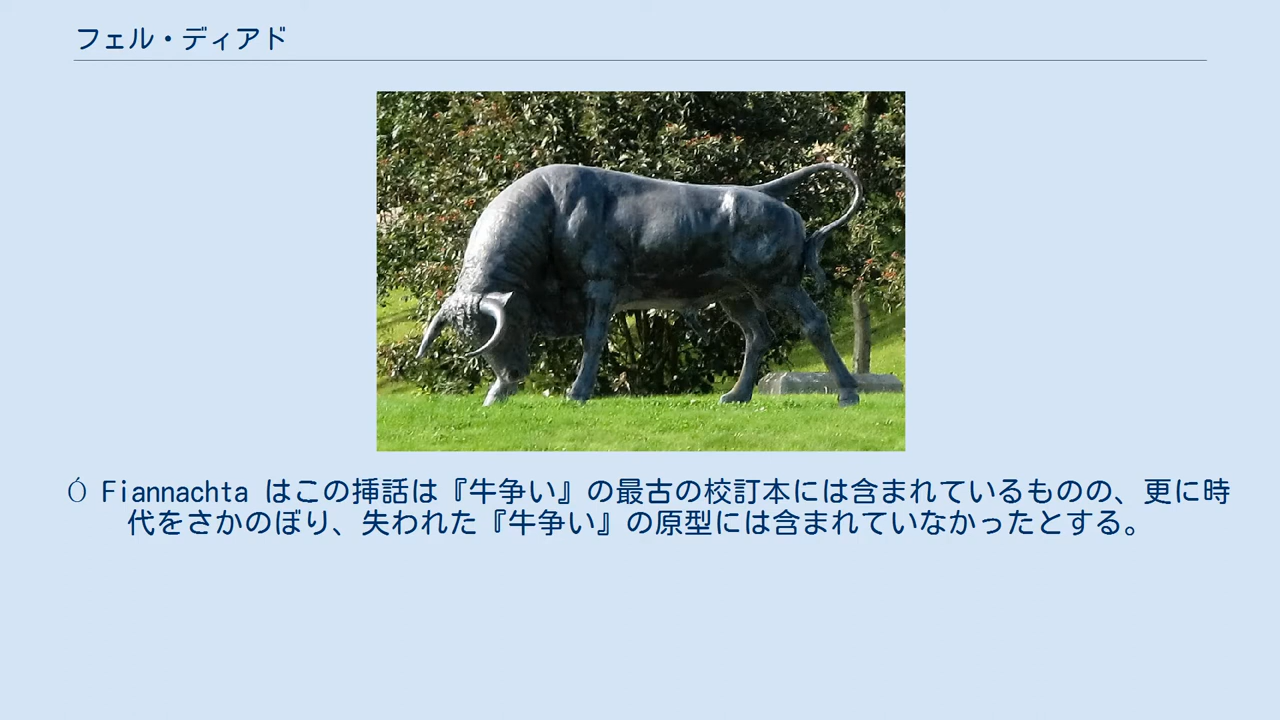 フェル・ディアド
Ó Fiannachta はこの挿話は『牛争い』の最古の校訂本には含まれているものの、更に時
代をさかのぼり、失われた『牛争い』の原型には含まれていなかったとする。